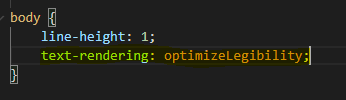 body {
line-height: 1;
text-rendering: optimizeLegibility;
}